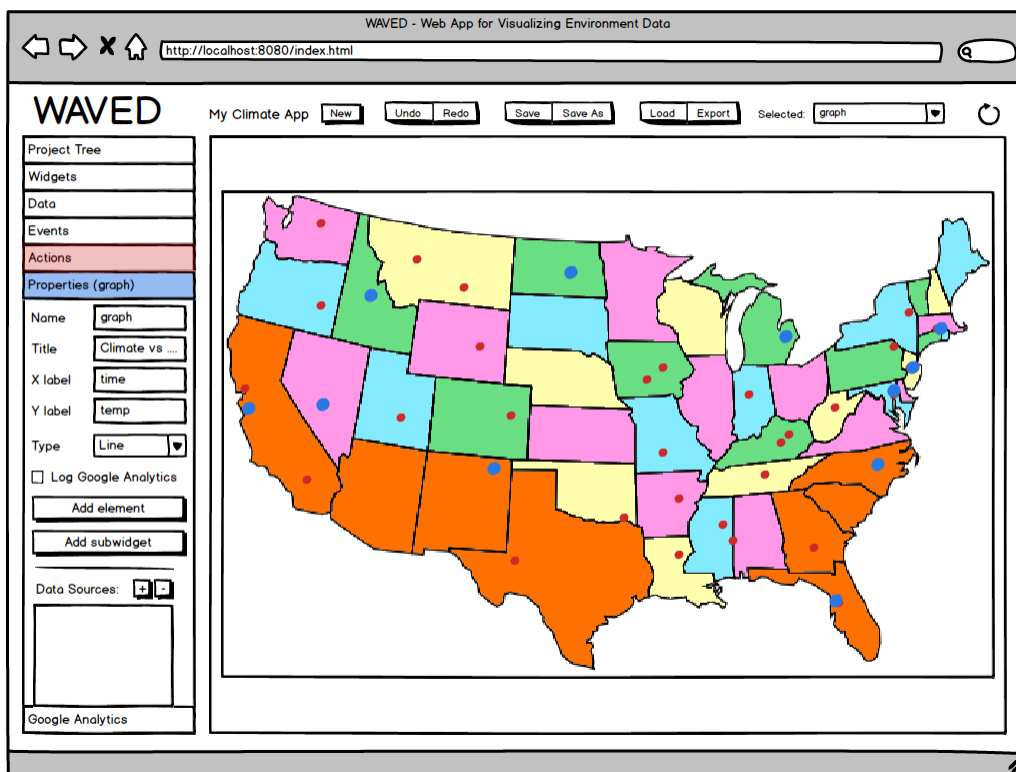 WAVED - Web App for Visualizing Environment Data
http://localhost:8080/index.html
WAVED
My Climate App New Undo Redo Save Save As Load Export Selected: graph
Project Tree
Widgets
Data
Events
Actions
Properties (graph)
Name graph
Title Climate vs ....
X label time
Y label temp
Type Line
Log Google Analytics
Add element
Add subwidget
Data Sources: + -
Google Analytics